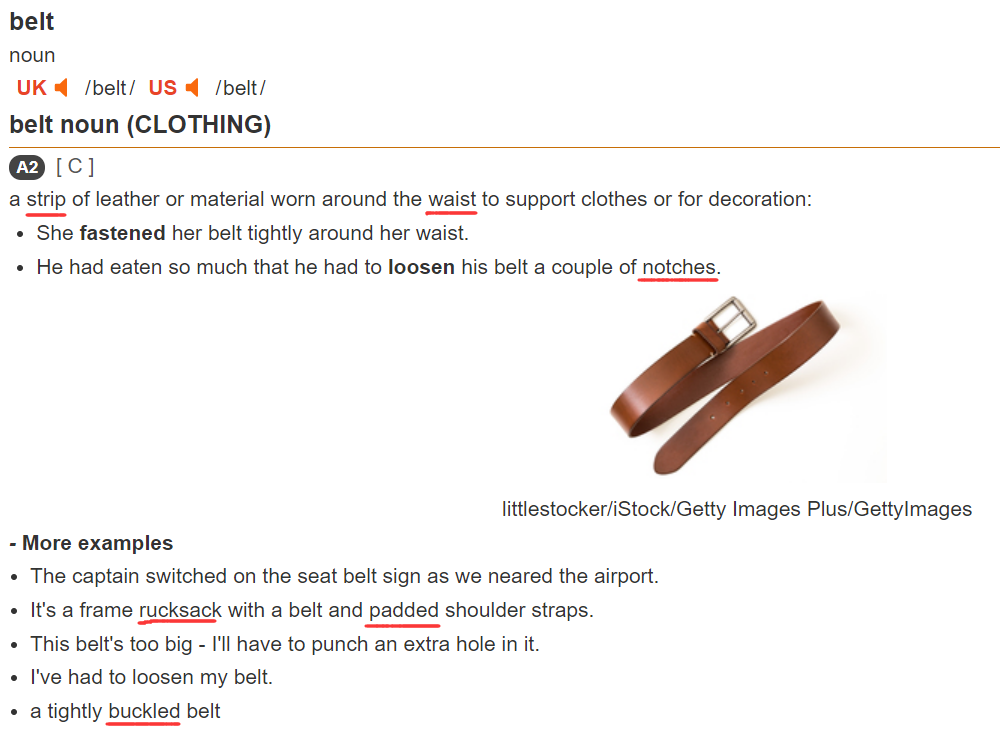 belt
noun
UK /belt/ US /belt/
belt noun (CLOTHING)
A2 [ C ]
a strip of leather or material worn around the waist to support clothes or for decoration:
• She fastened her belt tightly around her waist.
• He had eaten so much that he had to loosen his belt a couple of notches.
littlestocker/iStock/Getty Images Plus/GettyImages
- More examples
• The captain switched on the seat belt sign as we neared the airport.
• It's a frame rucksack with a belt and padded shoulder straps.
• This belt's too big - I'll have to punch an extra hole in it.
• I've had to loosen my belt.
• a tightly buckled belt